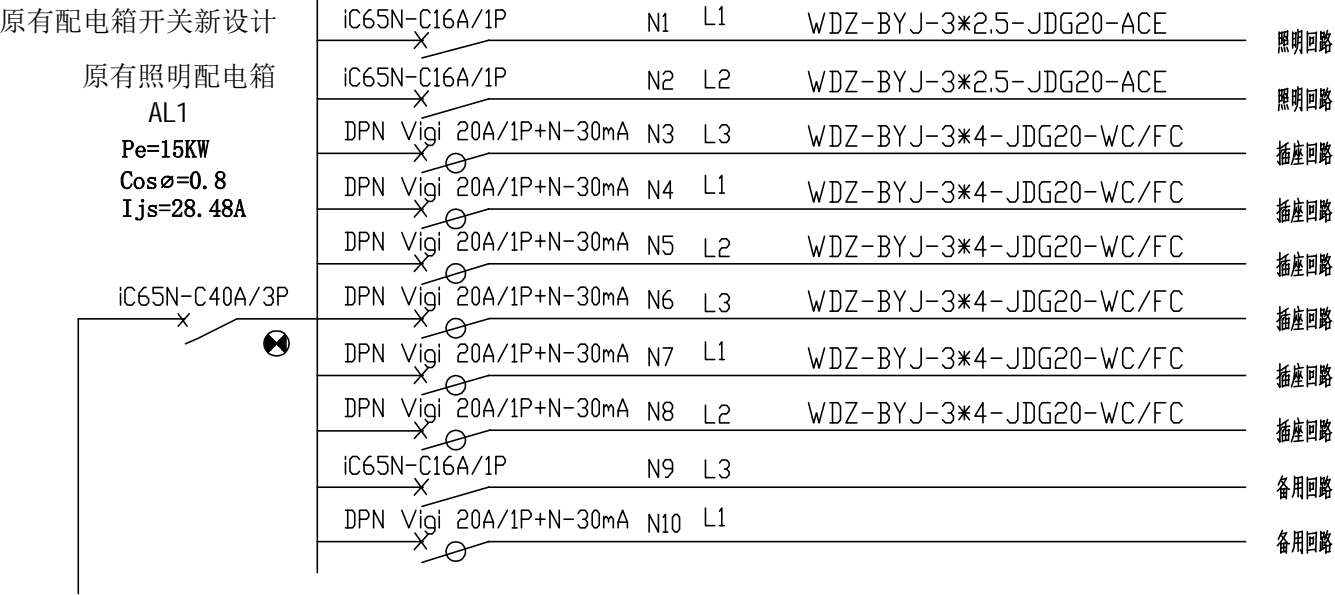 原有配电箱开关新设计
原有照明配电箱
AL1
Pe=15KW
Cosø=0.8
Ijs=28.48A
iC65N-C40A/3P
iC65N-C16A/1P N1 L1 WDZ-BYJ-3*2.5-JDG20-ACE 照明回路
iC65N-C16A/1P N2 L2 WDZ-BYJ-3*2.5-JDG20-ACE 照明回路
DPN Vigi 20A/1P+N-30mA N3 L3 WDZ-BYJ-3*4-JDG20-WC/FC 插座回路
DPN Vigi 20A/1P+N-30mA N4 L1 WDZ-BYJ-3*4-JDG20-WC/FC 插座回路
DPN Vigi 20A/1P+N-30mA N5 L2 WDZ-BYJ-3*4-JDG20-WC/FC 插座回路
DPN Vigi 20A/1P+N-30mA N6 L3 WDZ-BYJ-3*4-JDG20-WC/FC 插座回路
DPN Vigi 20A/1P+N-30mA N7 L1 WDZ-BYJ-3*4-JDG20-WC/FC 插座回路
DPN Vigi 20A/1P+N-30mA N8 L2 WDZ-BYJ-3*4-JDG20-WC/FC 插座回路
iC65N-C16A/1P N9 L3 备用回路
DPN Vigi 20A/1P+N-30mA N10 L1 备用回路